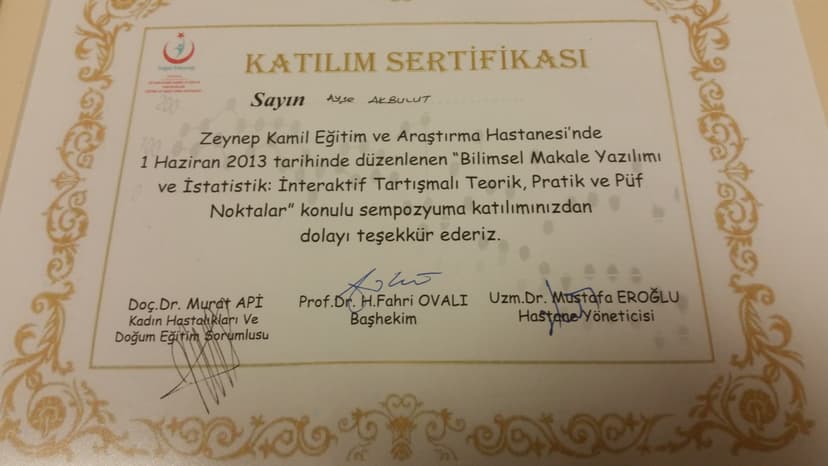 KATILIM SERTİFİKASI
Sayın Ayşe AKBULUT
Zeynep Kamil Eğitim ve Araştırma Hastanesi'nde
1 Haziran 2013 tarihinde düzenlenen “Bilimsel Makale Yazılımı
ve İstatistik: İnteraktif Tartışmalı Teorik, Pratik ve Püf
Noktalar” konulu sempozyuma katılımınızdan
dolayı teşekkür ederiz.
Doç.Dr. Murat APİ
Kadın Hastalıkları Ve
Doğum Eğitim Sorumlusu
Prof.Dr. H.Fahri OVALI
Başhekim
Uzm.Dr. Mustafa EROĞLU
Hastane Yöneticisi